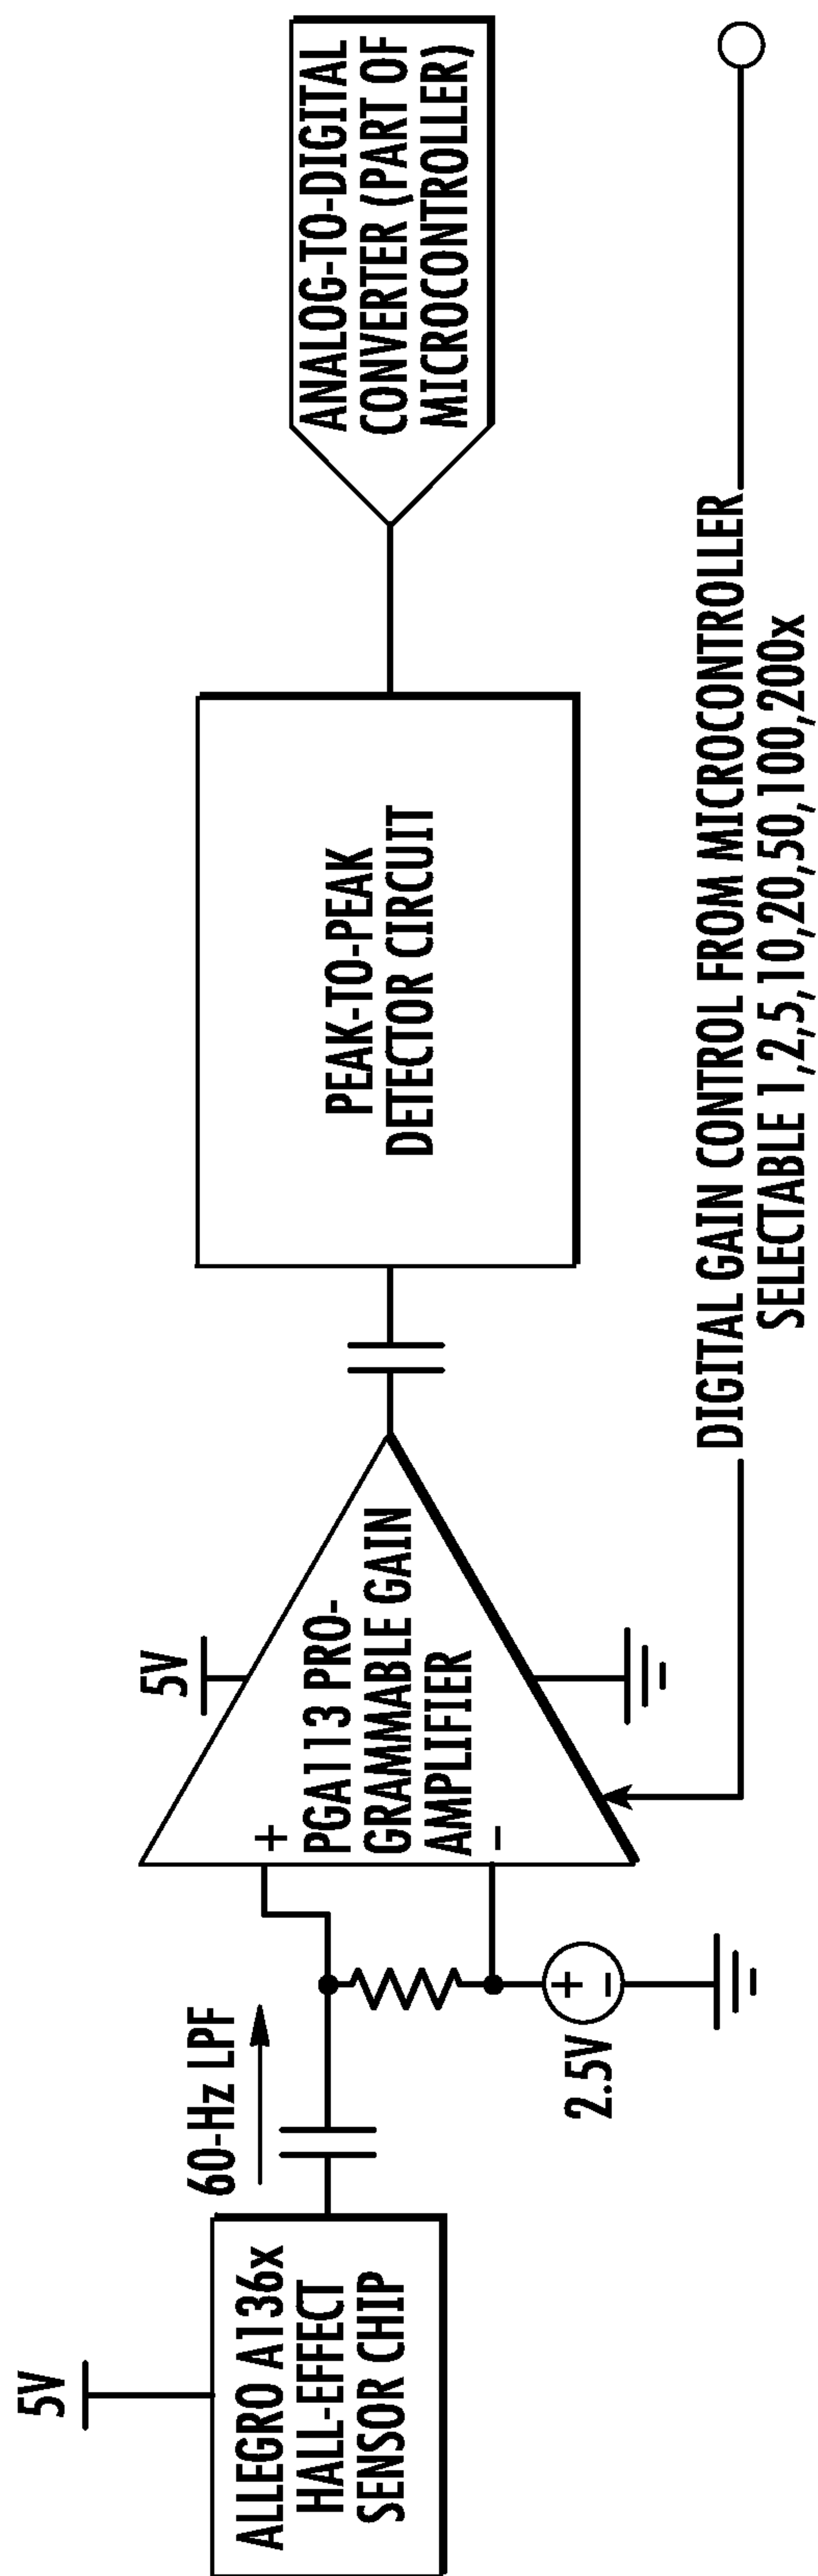 5V
ALLEGRO A136x
HALL-EFFECT
SENSOR CHIP
60-Hz LPF
2.5V
+
-
5V
+
PGA113 PRO-
GRAMMABLE GAIN
AMPLIFIER
-
PEAK-TO-PEAK
DETECTOR CIRCUIT
ANALOG-TO-DIGITAL
CONVERTER (PART OF
MICROCONTROLLER)
DIGITAL GAIN CONTROL FROM MICROCONTROLLER
SELECTABLE 1,2,5,10,20,50,100,200x